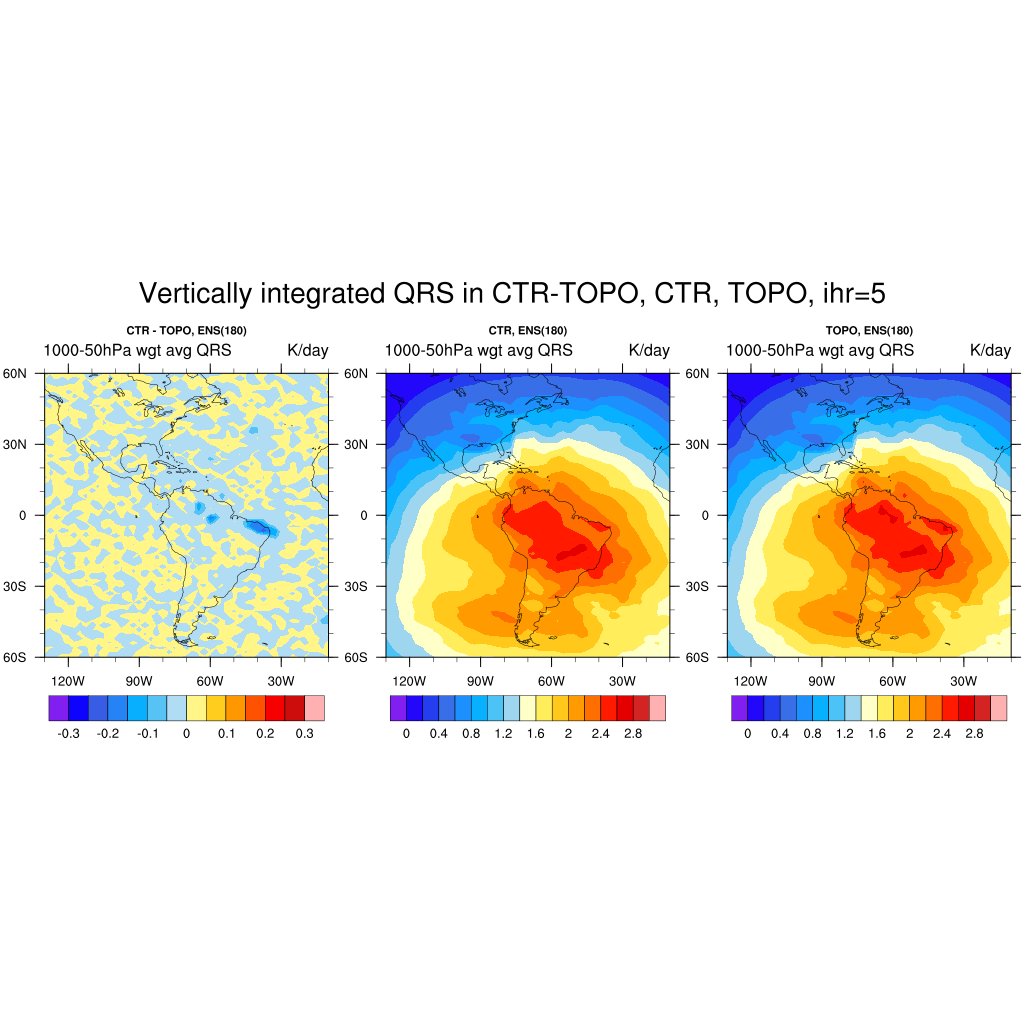 Vertically integrated QRS in CTR-TOPO, CTR, TOPO, ihr=5
CTR - TOPO, ENS(180)
1000-50hPa wgt avg QRS K/day
60N
30N
0
30S
60S
120W 90W 60W 30W
-0.3 -0.2 -0.1 0 0.1 0.2 0.3
CTR, ENS(180)
1000-50hPa wgt avg QRS K/day
60N
30N
0
30S
60S
120W 90W 60W 30W
0 0.4 0.8 1.2 1.6 2 2.4 2.8
TOPO, ENS(180)
1000-50hPa wgt avg QRS K/day
60N
30N
0
30S
60S
120W 90W 60W 30W
0 0.4 0.8 1.2 1.6 2 2.4 2.8